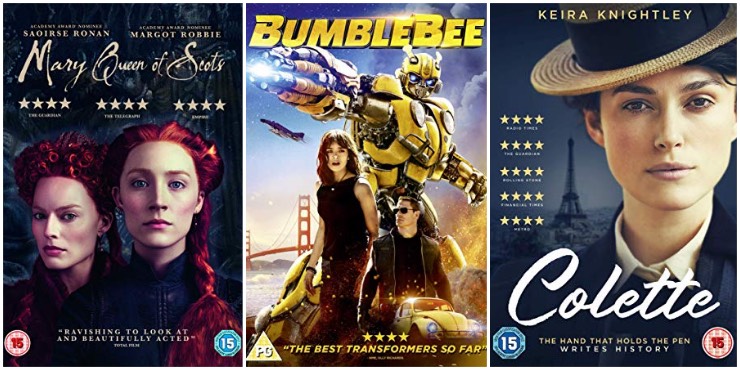 ACADEMY AWARD NOMINEE
SAOIRSE RONAN
ACADEMY AWARD NOMINEE
MARGOT ROBBIE
Mary Queen of Scots
THE GUARDIAN
THE TELEGRAPH
EMPIRE
"RAVISHING TO LOOK AT
AND BEAUTIFULLY ACTED"
TOTAL FILM
15
15
BUMBLEBEE
PG
"THE BEST TRANSFORMERS SO FAR"
KEIRA KNIGHTLEY
RADIO TIMES
THE GUARDIAN
ROLLING STONE
FINANCIAL TIMES
METRO
Colette
15
THE HAND THAT HOLDS THE PEN
WRITES HISTORY
15